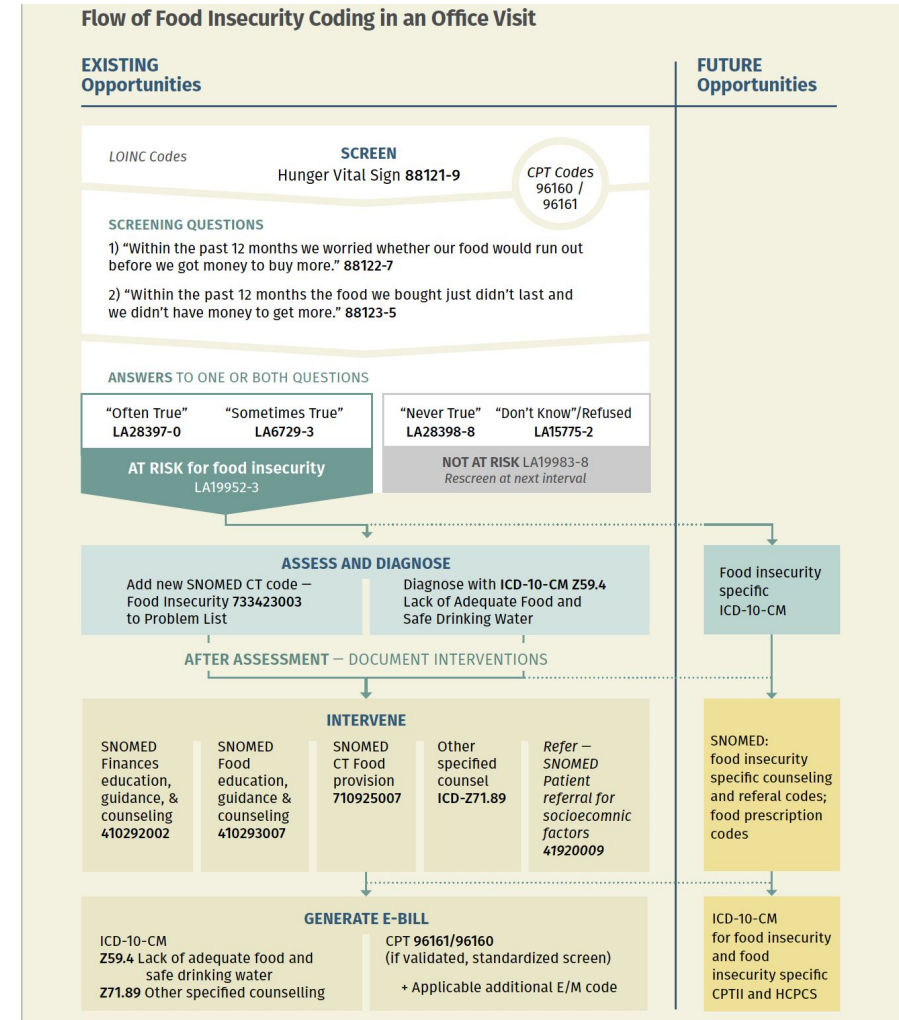 Flow of Food Insecurity Coding in an Office Visit
EXISTING
Opportunities
FUTURE
Opportunities
LOINC Codes
SCREEN
Hunger Vital Sign 88121-9
CPT Codes
96160 /
96161
SCREENING QUESTIONS
1) “Within the past 12 months we worried whether our food would run out
before we got money to buy more.” 88122-7
2) “Within the past 12 months the food we bought just didn’t last and
we didn’t have money to get more.” 88123-5
ANSWERS TO ONE OR BOTH QUESTIONS
“Often True”
LA28397-0
“Sometimes True”
LA6729-3
“Never True”
LA28398-8
“Don’t Know”/Refused
LA15775-2
AT RISK for food insecurity
LA19952-3
NOT AT RISK LA19983-8
Rescreen at next interval
ASSESS AND DIAGNOSE
Add new SNOMED CT code —
Food Insecurity 733423003
to Problem List
Diagnose with ICD-10-CM Z59.4
Lack of Adequate Food and
Safe Drinking Water
Food insecurity
specific
ICD-10-CM
AFTER ASSESSMENT — DOCUMENT INTERVENTIONS
INTERVENE
SNOMED
Finances
education,
guidance, &
counseling
410292002
SNOMED
Food
education,
guidance &
counseling
410293007
SNOMED
CT Food
provision
710925007
Other
specified
counsel
ICD-Z71.89
Refer —
SNOMED
Patient
referral for
socioecomnic
factors
41920009
SNOMED:
food insecurity
specific counseling
and referal codes;
food prescription
codes
GENERATE E-BILL
ICD-10-CM
Z59.4 Lack of adequate food and
safe drinking water
Z71.89 Other specified counselling
CPT 96161/96160
(if validated, standardized screen)
+ Applicable additional E/M code
ICD-10-CM
for food insecurity
and food
insecurity specific
CPTII and HCPCS